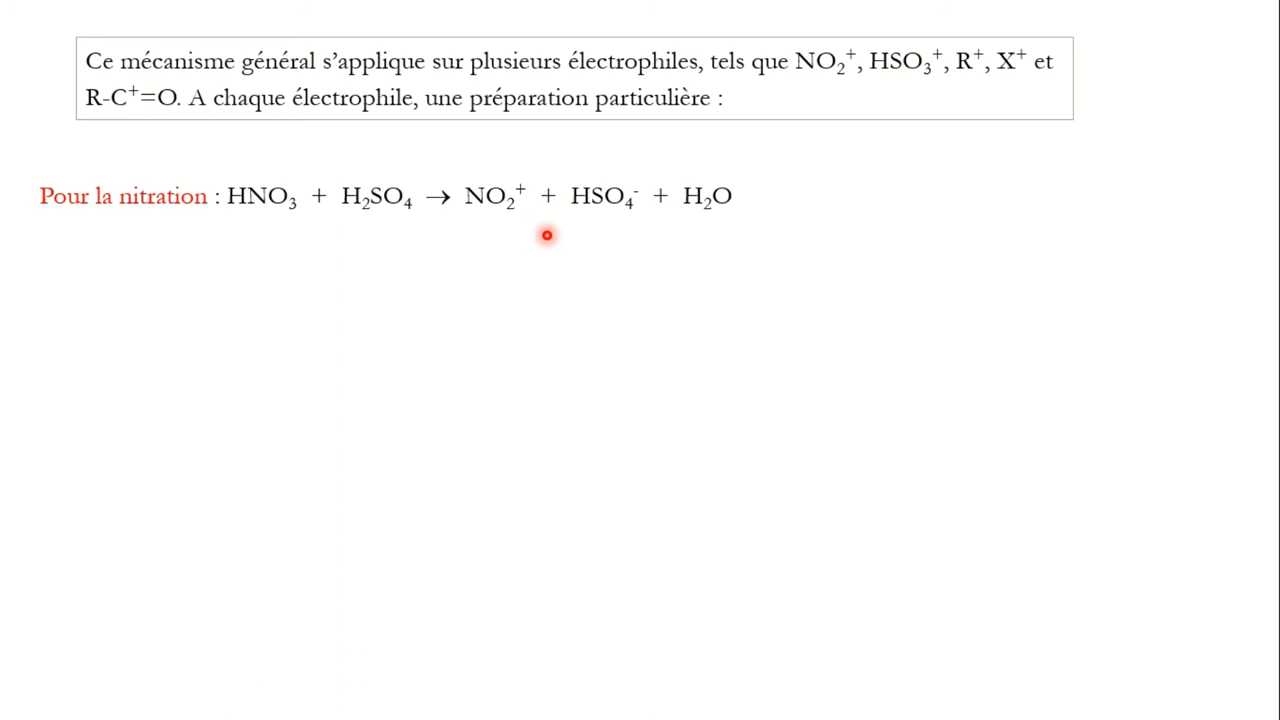 Ce mécanisme général s’applique sur plusieurs électrophiles, tels que NO₂⁺, HSO₃⁺, R⁺, X⁺ et
R-C⁺=O. A chaque électrophile, une préparation particulière :
Pour la nitration : HNO₃ + H₂SO₄ → NO₂⁺ + HSO₄⁻ + H₂O